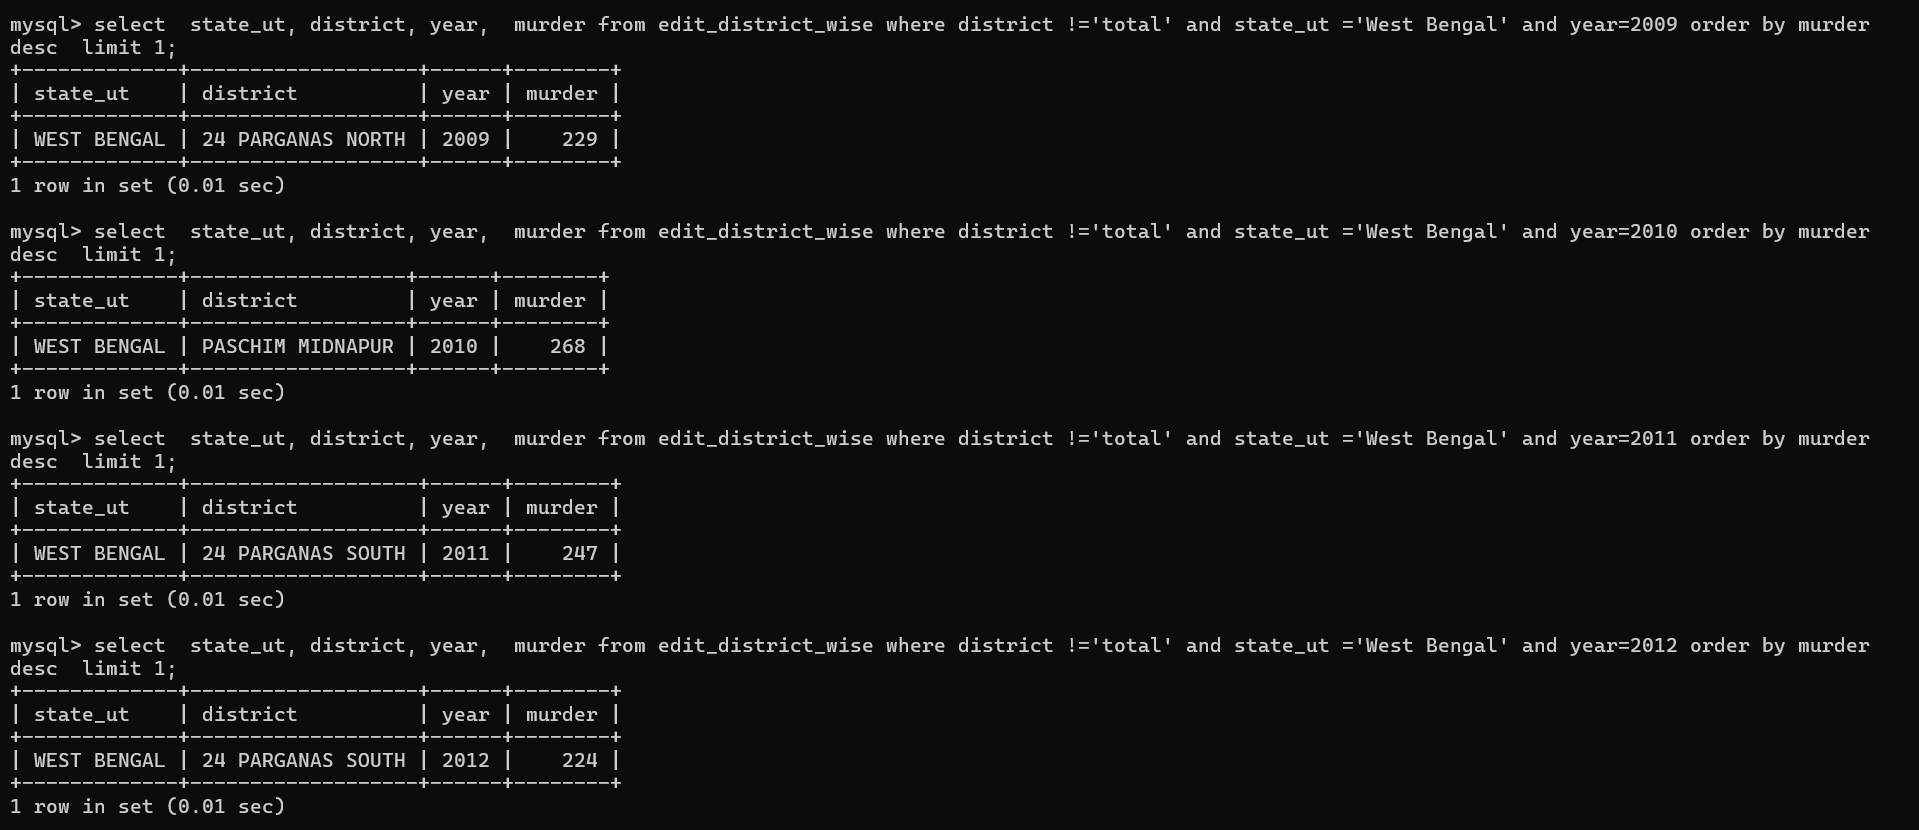 mysql> select  state_ut, district, year,  murder from edit_district_wise where district !='total' and state_ut ='West Bengal' and year=2009 order by murder
desc  limit 1;
+-------------+-------------------+------+--------+
| state_ut    | district          | year | murder |
+-------------+-------------------+------+--------+
| WEST BENGAL | 24 PARGANAS NORTH | 2009 |    229 |
+-------------+-------------------+------+--------+
1 row in set (0.01 sec)

mysql> select  state_ut, district, year,  murder from edit_district_wise where district !='total' and state_ut ='West Bengal' and year=2010 order by murder
desc  limit 1;
+-------------+------------------+------+--------+
| state_ut    | district         | year | murder |
+-------------+------------------+------+--------+
| WEST BENGAL | PASCHIM MIDNAPUR | 2010 |    268 |
+-------------+------------------+------+--------+
1 row in set (0.01 sec)

mysql> select  state_ut, district, year,  murder from edit_district_wise where district !='total' and state_ut ='West Bengal' and year=2011 order by murder
desc  limit 1;
+-------------+-------------------+------+--------+
| state_ut    | district          | year | murder |
+-------------+-------------------+------+--------+
| WEST BENGAL | 24 PARGANAS SOUTH | 2011 |    247 |
+-------------+-------------------+------+--------+
1 row in set (0.01 sec)

mysql> select  state_ut, district, year,  murder from edit_district_wise where district !='total' and state_ut ='West Bengal' and year=2012 order by murder
desc  limit 1;
+-------------+-------------------+------+--------+
| state_ut    | district          | year | murder |
+-------------+-------------------+------+--------+
| WEST BENGAL | 24 PARGANAS SOUTH | 2012 |    224 |
+-------------+-------------------+------+--------+
1 row in set (0.01 sec)